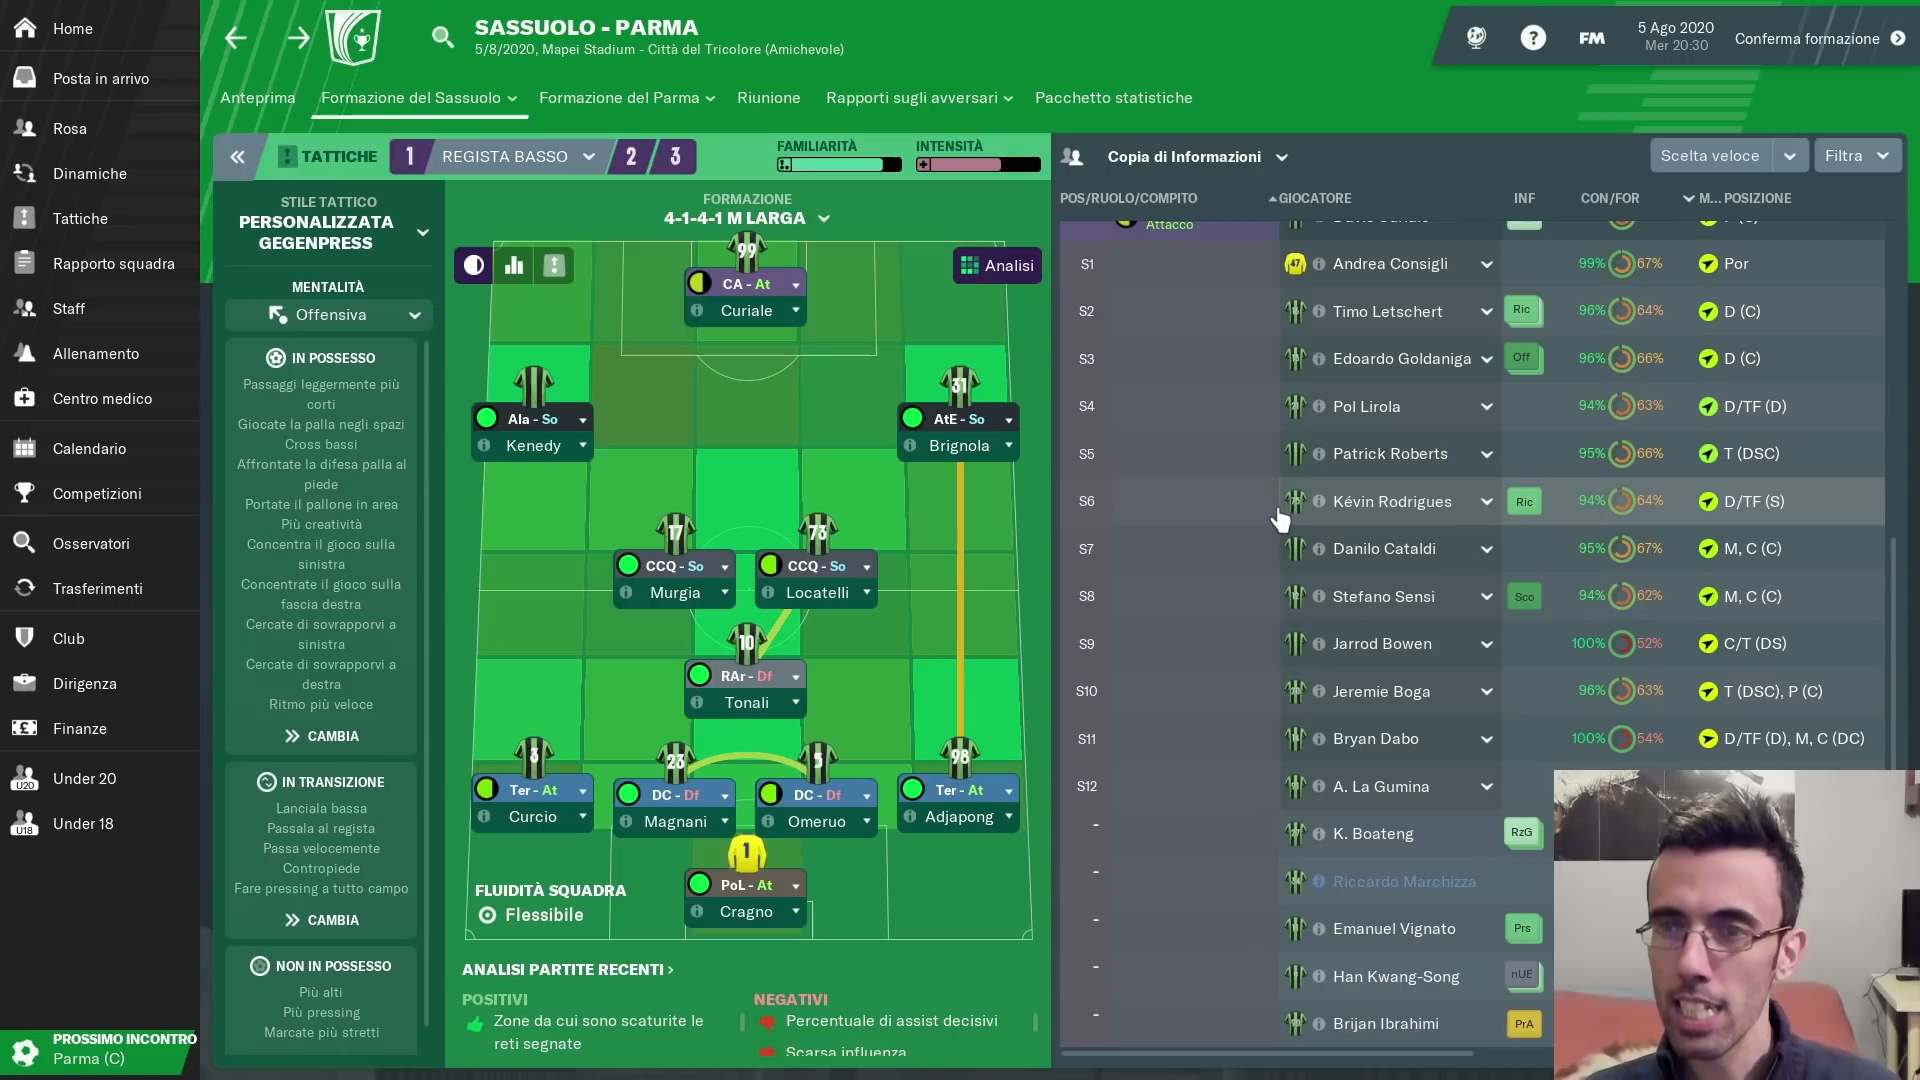 Home
Posta in arrivo
Rosa
Dinamiche
Tattiche
Rapporto squadra
Staff
Allenamento
Centro medico
Calendario
Competizioni
Osservatori
Trasferimenti
Club
Dirigenza
Finanze
U20 Under 20
U18 Under 18
PROSSIMO INCONTRO
Parma (C)
SASSUOLO - PARMA
5/8/2020, Mapei Stadium - Città del Tricolore (Amichevole)
FM
5 Ago 2020
Mer 20:30
Conferma formazione
Anteprima
Formazione del Sassuolo
Formazione del Parma
Riunione
Rapporti sugli avversari
Pacchetto statistiche
TATTICHE
1 REGISTA BASSO 2 3
FAMILIARITÀ
INTENSITÀ
STILE TATTICO
PERSONALIZZATA
GEGENPRESS
MENTALITÀ
Offensiva
IN POSSESSO
Passaggi leggermente più
corti
Giocate la palla negli spazi
Cross bassi
Affrontate la difesa palla al
piede
Portate il pallone in area
Più creatività
Concentra il gioco sulla
sinistra
Concentrate il gioco sulla
fascia destra
Cercate di sovrapporvi a
sinistra
Cercate di sovrapporvi a
destra
Ritmo più veloce
CAMBIA
IN TRANSIZIONE
Lanciala bassa
Passala al regista
Passa velocemente
Contropiede
Fare pressing a tutto campo
CAMBIA
NON IN POSSESSO
Più alti
Più pressing
Marcate più stretti
FORMAZIONE
4-1-4-1 M LARGA
Analisi
99
CA - At
Curiale
Ala - So
Kenedy
31
AtE - So
Brignola
17
CCQ - So
Murgia
73
CCQ - So
Locatelli
10
RAr - Df
Tonali
3
Ter - At
Curcio
23
DC - Df
Magnani
5
DC - Df
Omeruo
98
Ter - At
Adjapong
1
PoL - At
Cragno
FLUIDITÀ SQUADRA
Flessibile
ANALISI PARTITE RECENTI
POSITIVI
Zone da cui sono scaturite le
reti segnate
NEGATIVI
Percentuale di assist decisivi
Scarsa influenza
Copia di Informazioni
Scelta veloce
Filtra
POS/RUOLO/COMPITO GIOCATORE INF CON/FOR M... POSIZIONE
Attacco
S1 47 Andrea Consigli 99% 67% Por
S2 Timo Letschert Ric 96% 64% D (C)
S3 Edoardo Goldaniga Off 96% 66% D (C)
S4 Pol Lirola 94% 63% D/TF (D)
S5 Patrick Roberts 95% 66% T (DSC)
S6 Kévin Rodrigues Ric 94% 64% D/TF (S)
S7 Danilo Cataldi 95% 67% M, C (C)
S8 Stefano Sensi Sco 94% 62% M, C (C)
S9 Jarrod Bowen 100% 52% C/T (DS)
S10 Jeremie Boga 96% 63% T (DSC), P (C)
S11 Bryan Dabo 100% 54% D/TF (D), M, C (DC)
S12 A. La Gumina
- K. Boateng RzG
Riccardo Marchizza
- Emanuel Vignato Prs
- Han Kwang-Song nUE
- Brijan Ibrahimi PrA